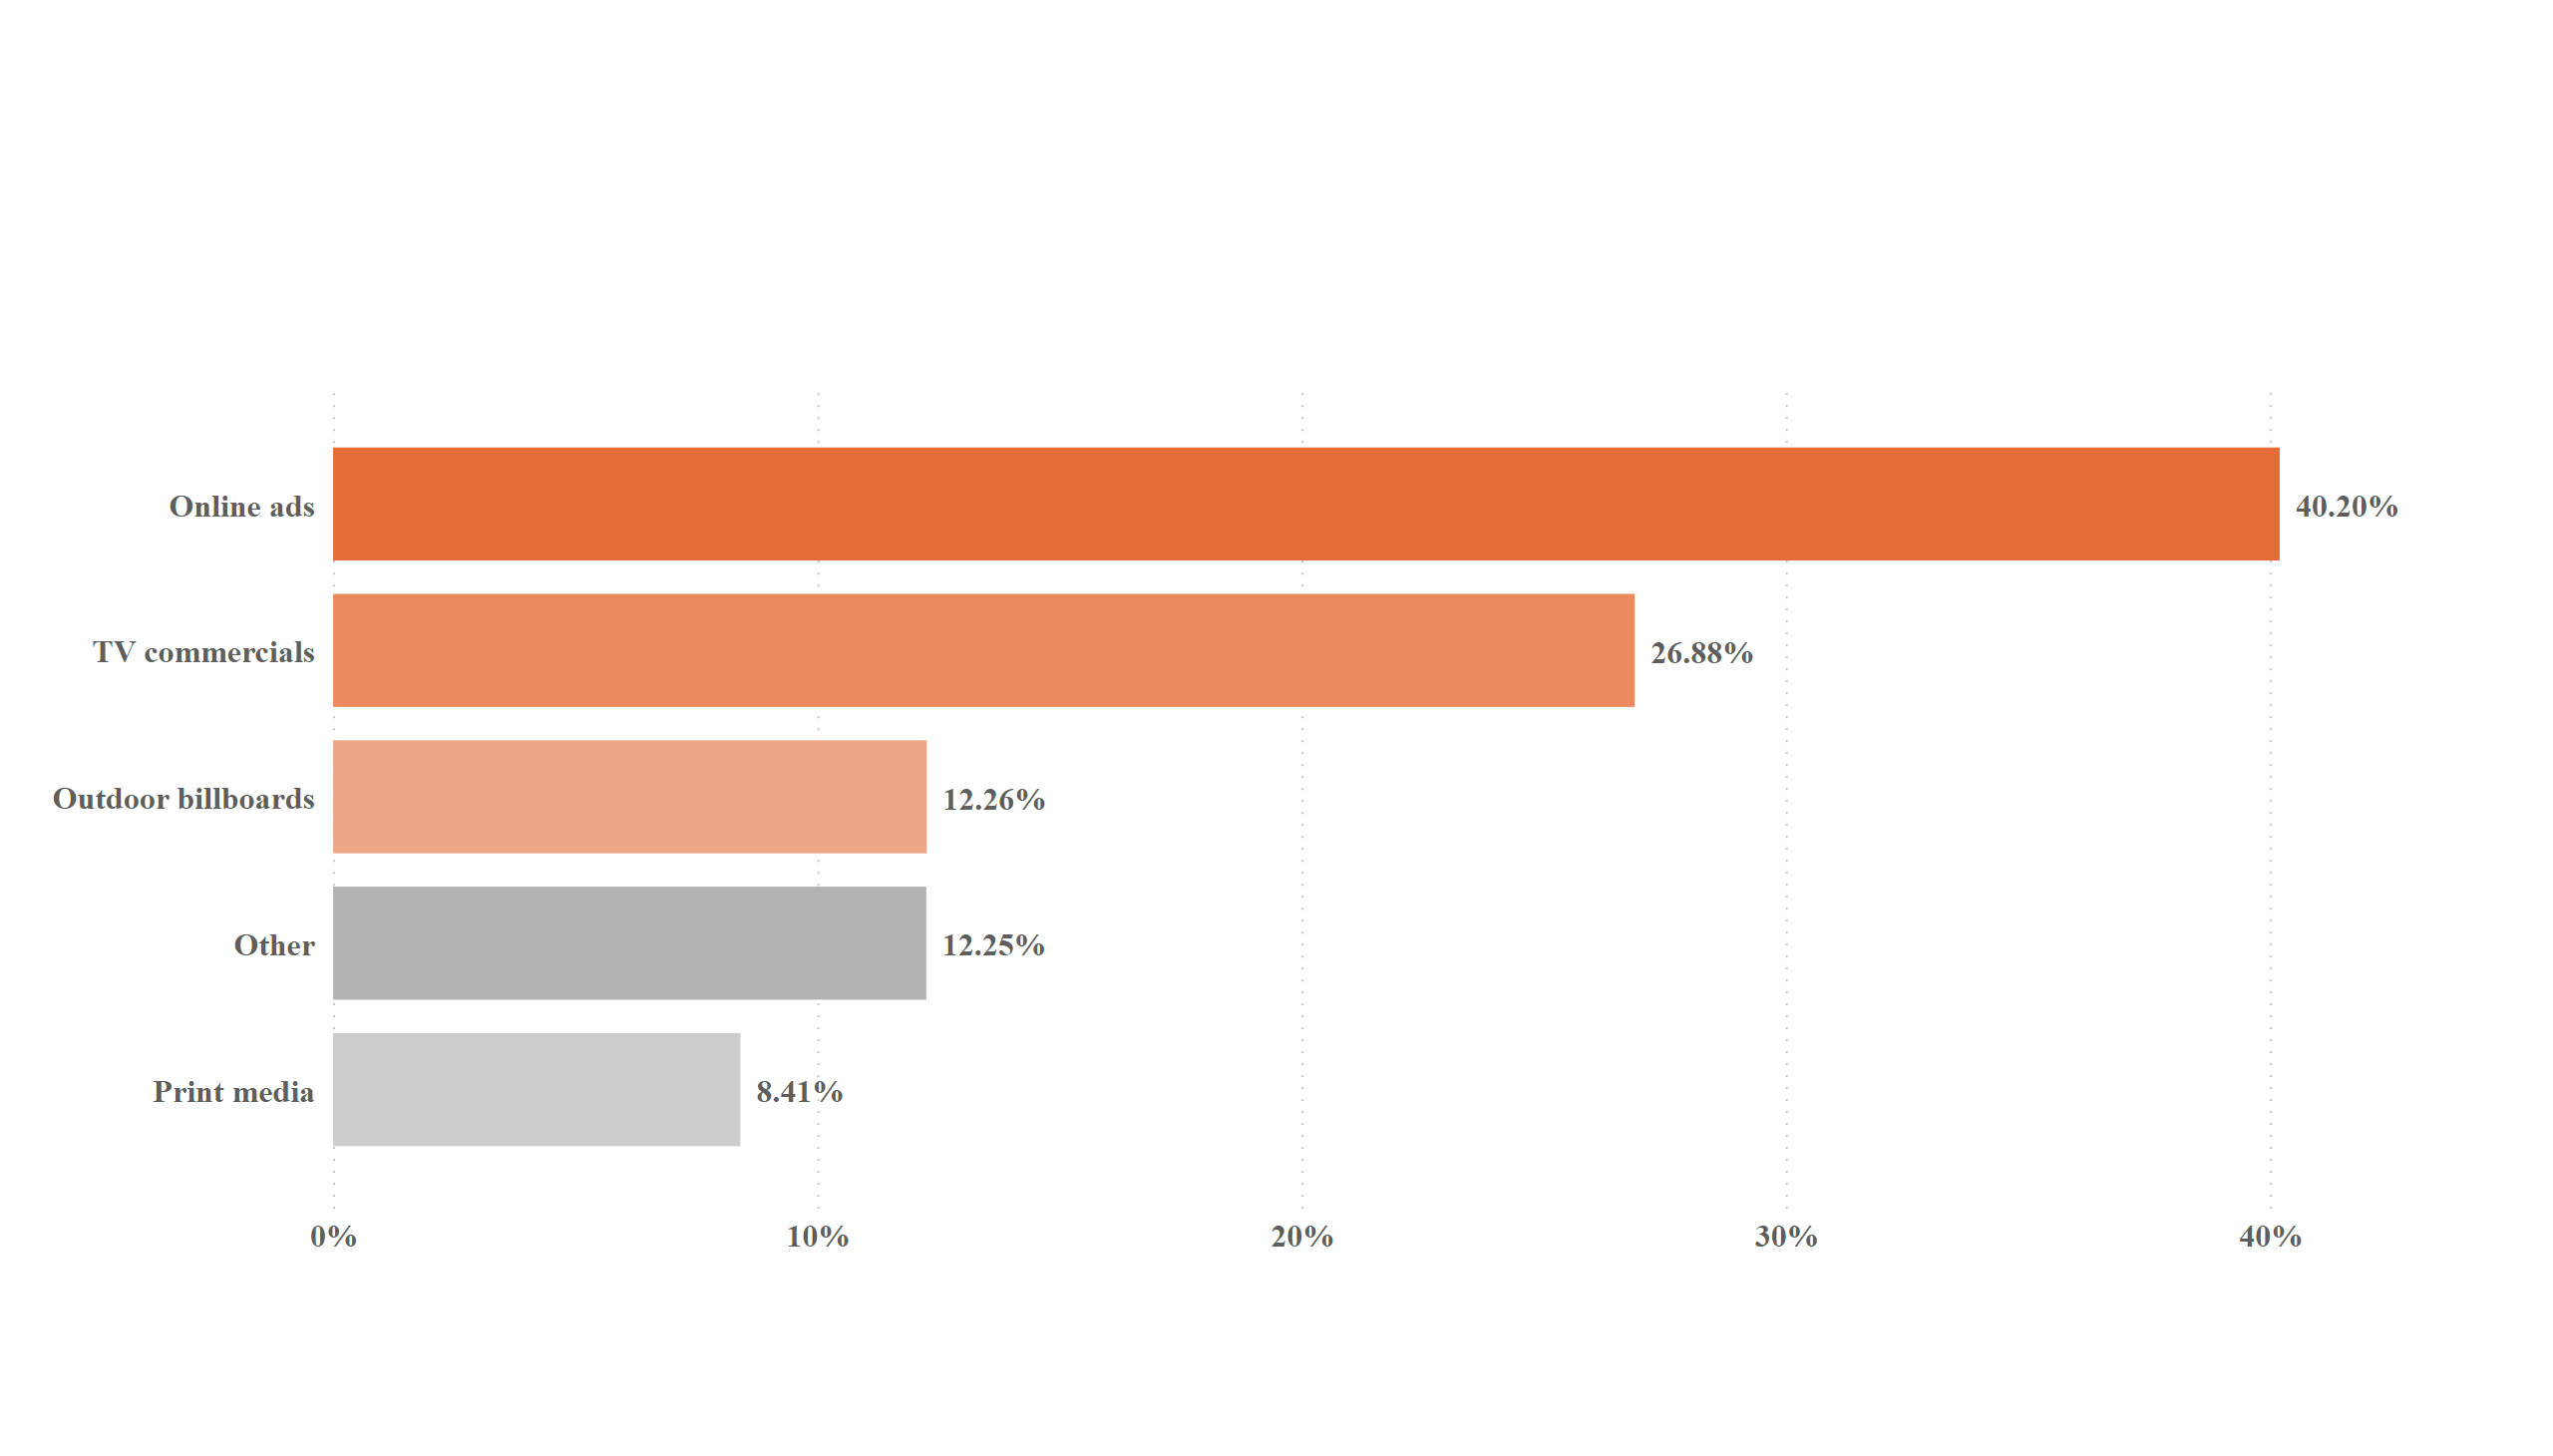 Online ads 40.20%
TV commercials 26.88%
Outdoor billboards 12.26%
Other 12.25%
Print media 8.41%
0% 10% 20% 30% 40%